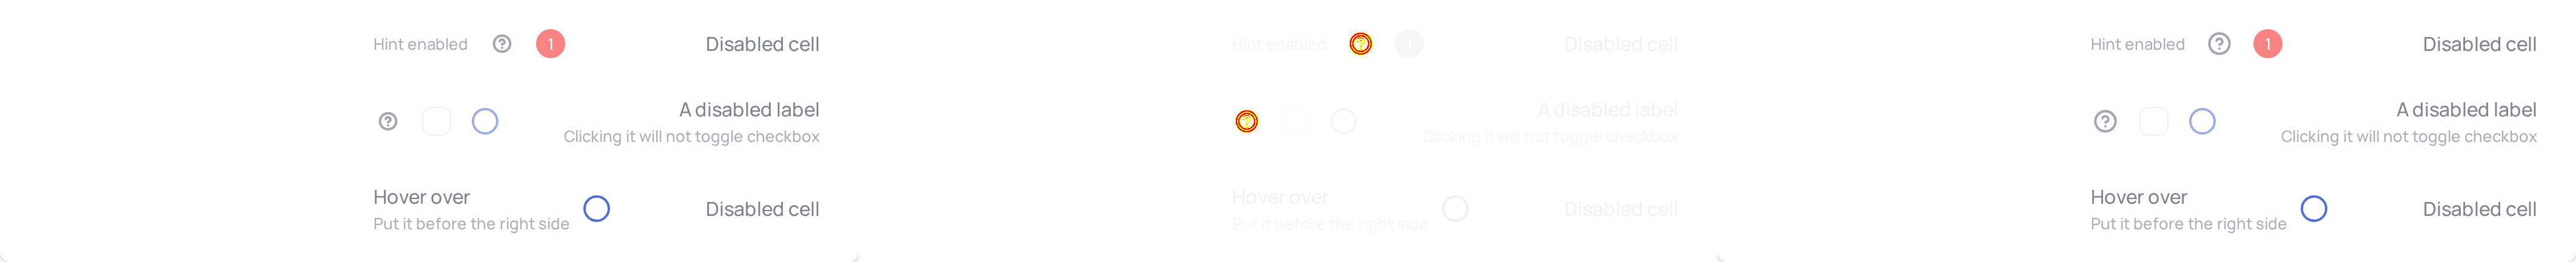 Hint enabled ? 1 Disabled cell
? A disabled label
Clicking it will not toggle checkbox
Hover over
Put it before the right side
Disabled cell
Hint enabled ? 1 Disabled cell
? A disabled label
Clicking it will not toggle checkbox
Hover over
Put it before the right side
Disabled cell
Hint enabled ? 1 Disabled cell
? A disabled label
Clicking it will not toggle checkbox
Hover over
Put it before the right side
Disabled cell